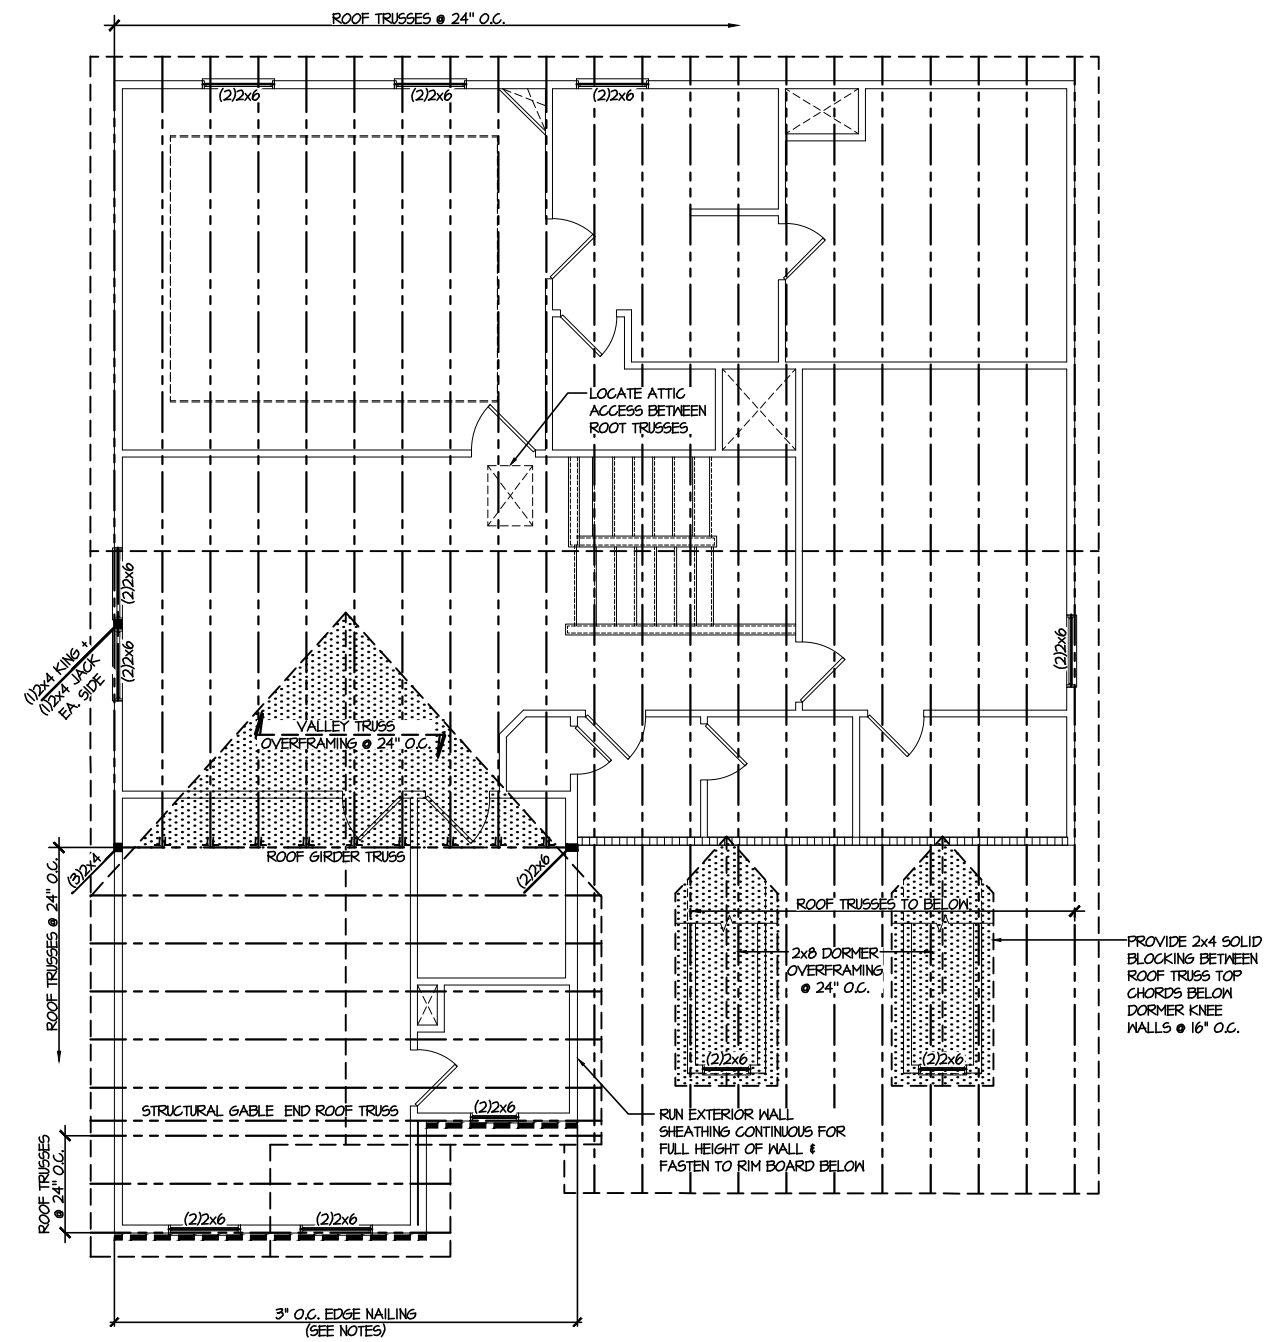 ROOF TRUSSES @ 24" O.C.
(2)2x6
(2)2x6
(2)2x6
LOCATE ATTIC
ACCESS BETWEEN
ROOT TRUSSES
(2)2x6
(2)2x6
(1)2x4 KING +
(1)2x4 JACK
EA. SIDE
(2)2x6
VALLEY TRUSS
OVERFRAMING @ 24" O.C.
ROOF GIRDER TRUSS
(3)2x4
(2)2x6
ROOF TRUSSES @ 24" O.C.
ROOF TRUSSES TO BELOW
2x8 DORMER
OVERFRAMING
@ 24" O.C.
PROVIDE 2x4 SOLID
BLOCKING BETWEEN
ROOF TRUSS TOP
CHORDS BELOW
DORMER KNEE
WALLS @ 16" O.C.
(2)2x6
(2)2x6
STRUCTURAL GABLE END ROOF TRUSS
(2)2x6
RUN EXTERIOR WALL
SHEATHING CONTINUOUS FOR
FULL HEIGHT OF WALL &
FASTEN TO RIM BOARD BELOW
ROOF TRUSSES
@ 24" O.C.
(2)2x6
(2)2x6
3" O.C. EDGE NAILING
(SEE NOTES)